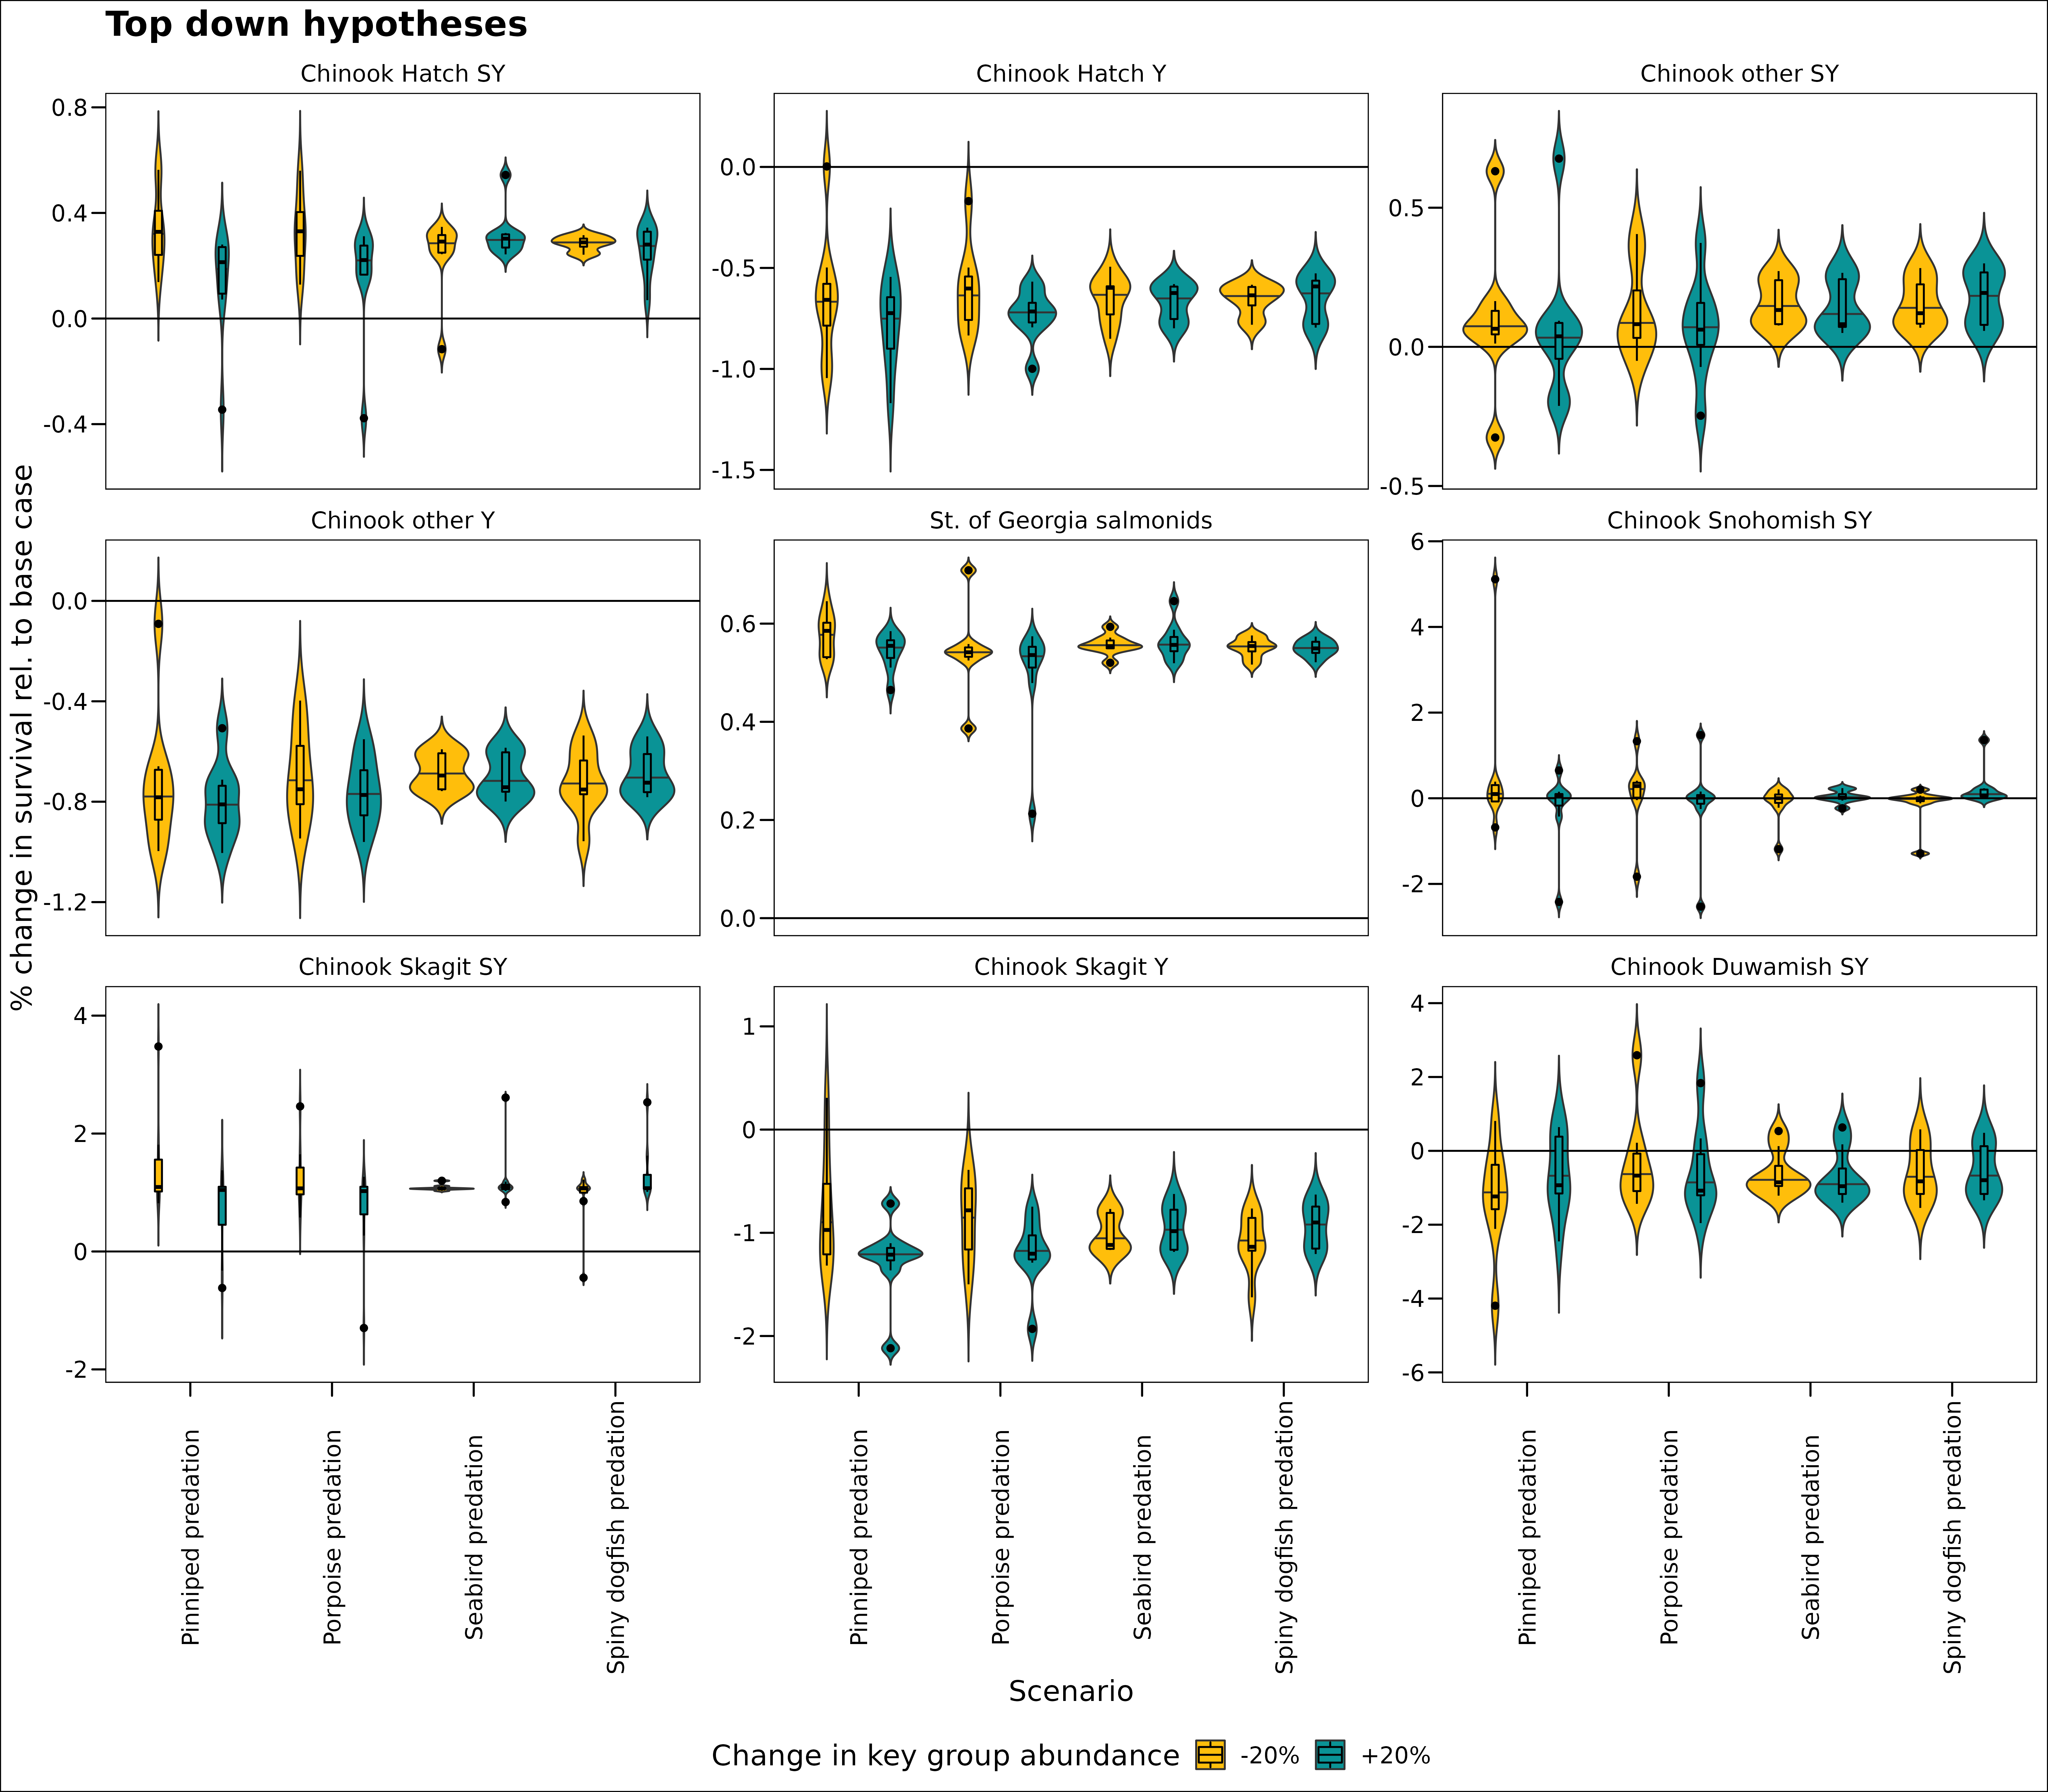 Top down hypotheses
Chinook Hatch SY
Chinook Hatch Y
Chinook other SY
0.8
0.4
0.0
-0.4
0.0
-0.5
-1.0
-1.5
0.5
0.0
-0.5
% change in survival rel. to base case
Chinook other Y
St. of Georgia salmonids
Chinook Snohomish SY
0.0
-0.4
-0.8
-1.2
0.6
0.4
0.2
0.0
6
4
2
0
-2
Chinook Skagit SY
Chinook Skagit Y
Chinook Duwamish SY
4
2
0
-2
1
0
-1
-2
4
2
0
-2
-4
-6
Pinniped predation
Porpoise predation
Seabird predation
Spiny dogfish predation
Pinniped predation
Porpoise predation
Seabird predation
Spiny dogfish predation
Pinniped predation
Porpoise predation
Seabird predation
Spiny dogfish predation
Scenario
Change in key group abundance -20% +20%